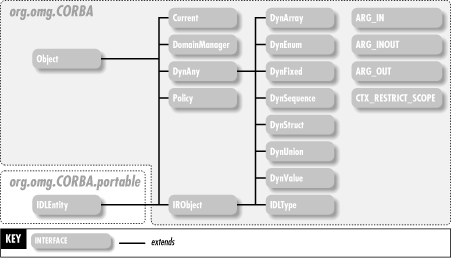 org.omg.CORBA
Current
DynArray
ARG_IN
DomainManager
DynEnum
ARG_INOUT
Object
DynAny
DynFixed
ARG_OUT
Policy
DynSequence
CTX_RESTRICT_SCOPE
DynStruct
DynUnion
DynValue
org.omg.CORBA.portable
IDLEntity
IRObject
IDLType
KEY
INTERFACE
extends